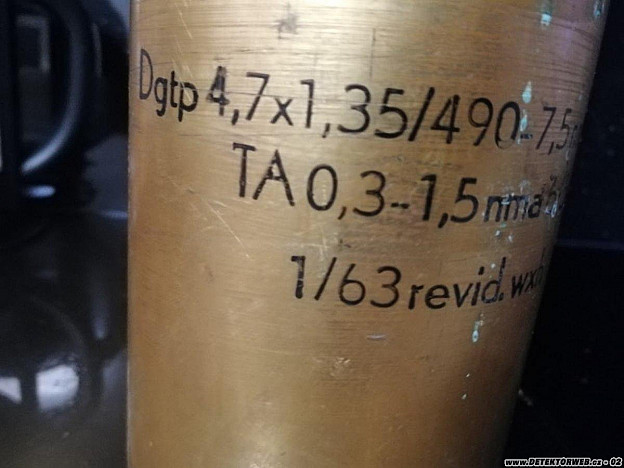 Dgtp 4,7x1,35/490-7,5
TA 0,3-1,5 nma
1/63 revid.
www.DETEKTORWEB.cz - 02